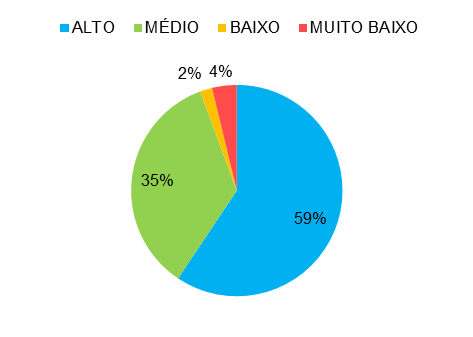 ALTO MÉDIO BAIXO MUITO BAIXO
2% 4%
35%
59%